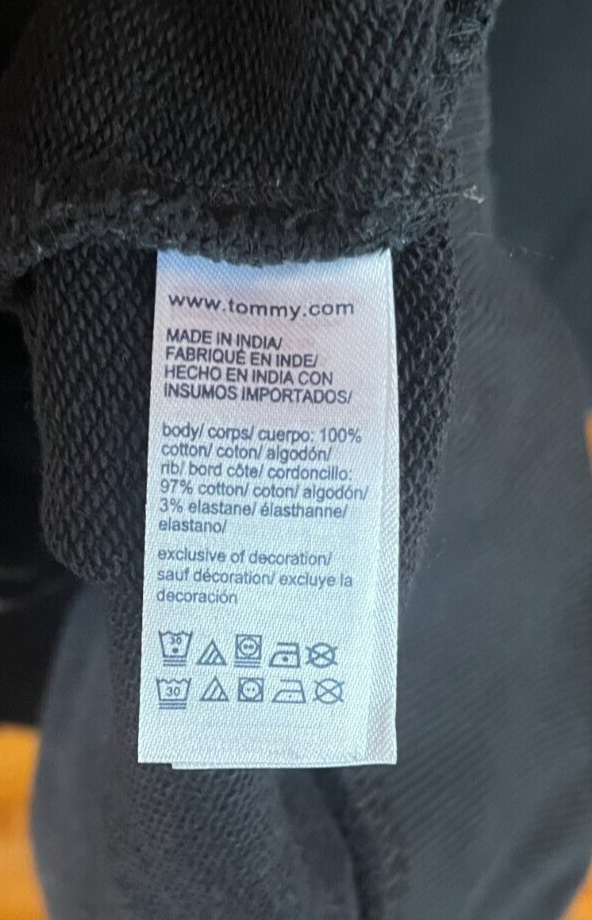 www.tommy.com
MADE IN INDIA/
FABRIQUÉ EN INDE/
HECHO EN INDIA CON
INSUMOS IMPORTADOS/
body/ corps/ cuerpo: 100%
cotton/ coton/ algodón/
rib/ bord côte/ cordoncillo:
97% cotton/ coton/ algodón/
3% elastane/ élasthanne/
elastano/
exclusive of decoration/
sauf décoration/ excluye la
decoración
30
30